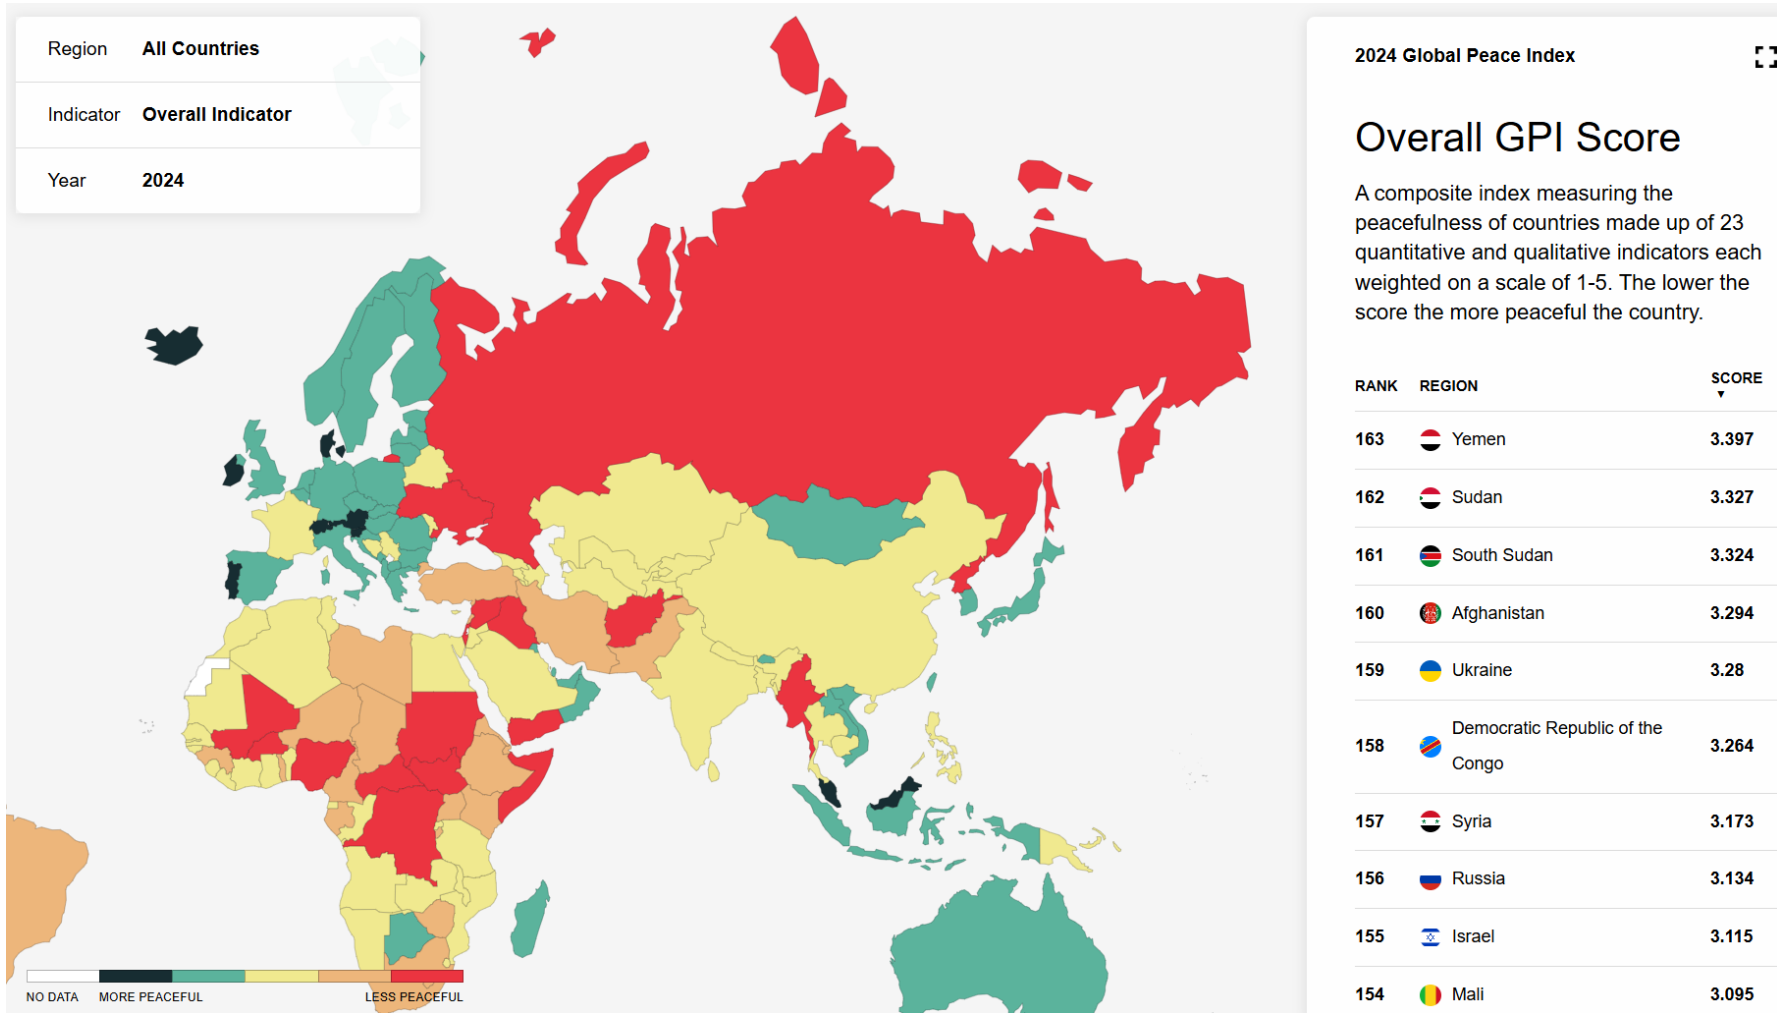 Region All Countries
Indicator Overall Indicator
Year 2024
NO DATA MORE PEACEFUL LESS PEACEFUL
2024 Global Peace Index
Overall GPI Score
A composite index measuring the
peacefulness of countries made up of 23
quantitative and qualitative indicators each
weighted on a scale of 1-5. The lower the
score the more peaceful the country.
RANK REGION SCORE ▼
163 Yemen 3.397
162 Sudan 3.327
161 South Sudan 3.324
160 Afghanistan 3.294
159 Ukraine 3.28
158 Democratic Republic of the
Congo 3.264
157 Syria 3.173
156 Russia 3.134
155 Israel 3.115
154 Mali 3.095